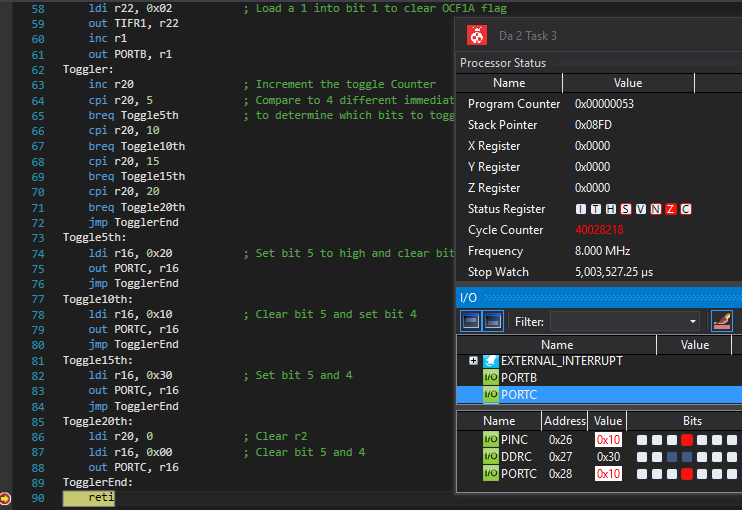 58 ldi r22, 0x02 ; Load a 1 into bit 1 to clear OCF1A flag
59 out TIFR1, r22
60 inc r1
61 out PORTB, r1
62 Toggler:
63 inc r20 ; Increment the toggle Counter
64 cpi r20, 5 ; Compare to 4 different immediat
65 breq Toggle5th ; to determine which bits to togg
66 cpi r20, 10
67 breq Toggle10th
68 cpi r20, 15
69 breq Toggle15th
70 cpi r20, 20
71 breq Toggle20th
72 jmp TogglerEnd
73 Toggle5th:
74 ldi r16, 0x20 ; Set bit 5 to high and clear bit
75 out PORTC, r16
76 jmp TogglerEnd
77 Toggle10th:
78 ldi r16, 0x10 ; Clear bit 5 and set bit 4
79 out PORTC, r16
80 jmp TogglerEnd
81 Toggle15th:
82 ldi r16, 0x30 ; Set bit 5 and 4
83 out PORTC, r16
84 jmp TogglerEnd
85 Toggle20th:
86 ldi r20, 0 ; Clear r2
87 ldi r16, 0x00 ; Clear bit 5 and 4
88 out PORTC, r16
89 TogglerEnd:
90 reti
Da 2 Task 3
Processor Status
Name Value
Program Counter 0x00000053
Stack Pointer 0x08FD
X Register 0x0000
Y Register 0x0000
Z Register 0x0000
Status Register I T H S V N Z C
Cycle Counter 40028218
Frequency 8.000 MHz
Stop Watch 5,003,527.25 µs
I/O
Filter:
Name Value
EXTERNAL_INTERRUPT
I/O PORTB
I/O PORTC
Name Address Value Bits
I/O PINC 0x26 0x10
I/O DDRC 0x27 0x30
I/O PORTC 0x28 0x10